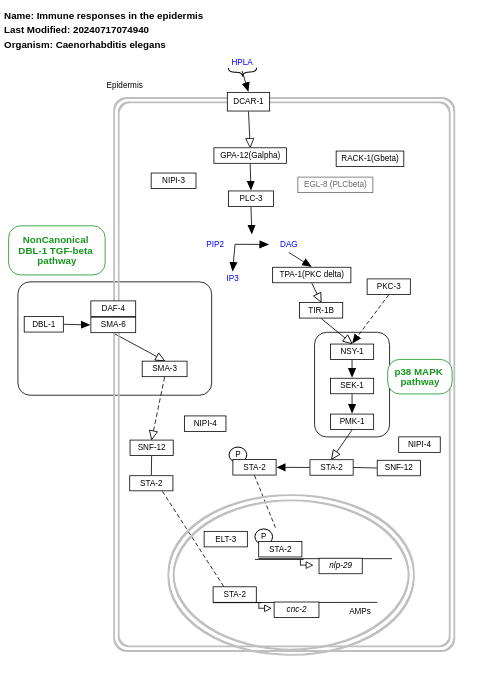 Name: Immune responses in the epidermis
Last Modified: 20240717074940
Organism: Caenorhabditis elegans
HPLA
Epidermis
DCAR-1
GPA-12(Galpha)
RACK-1(Gbeta)
NIPI-3
EGL-8 (PLCbeta)
PLC-3
NonCanonical
DBL-1 TGF-beta
pathway
PIP2
DAG
IP3
TPA-1(PKC delta)
PKC-3
DAF-4
TIR-1B
DBL-1
SMA-6
NSY-1
SMA-3
p38 MAPK
pathway
SEK-1
PMK-1
NIPI-4
NIPI-4
SNF-12
P
STA-2
STA-2
SNF-12
STA-2
ELT-3
P
STA-2
nlp-29
STA-2
cnc-2
AMPs